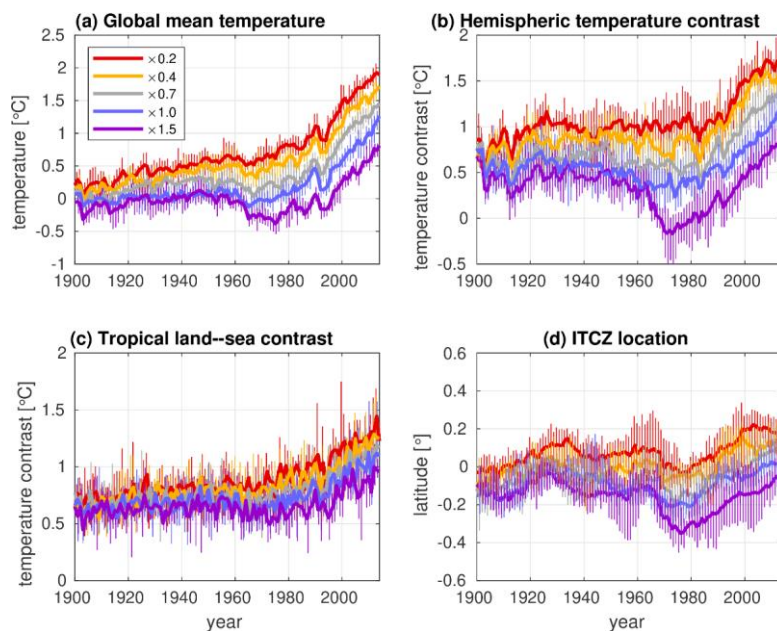 (a) Global mean temperature
2.5
2
1.5
1
0.5
0
-0.5
-1
temperature [°C]
×0.2
×0.4
×0.7
×1.0
×1.5
1900 1920 1940 1960 1980 2000
(b) Hemispheric temperature contrast
2
1.5
1
0.5
0
-0.5
temperature contrast [°C]
1900 1920 1940 1960 1980 2000
(c) Tropical land--sea contrast
2
1.5
1
0.5
0
temperature contrast [°C]
1900 1920 1940 1960 1980 2000
year
(d) ITCZ location
0.6
0.4
0.2
0
-0.2
-0.4
-0.6
latitude [°]
1900 1920 1940 1960 1980 2000
year